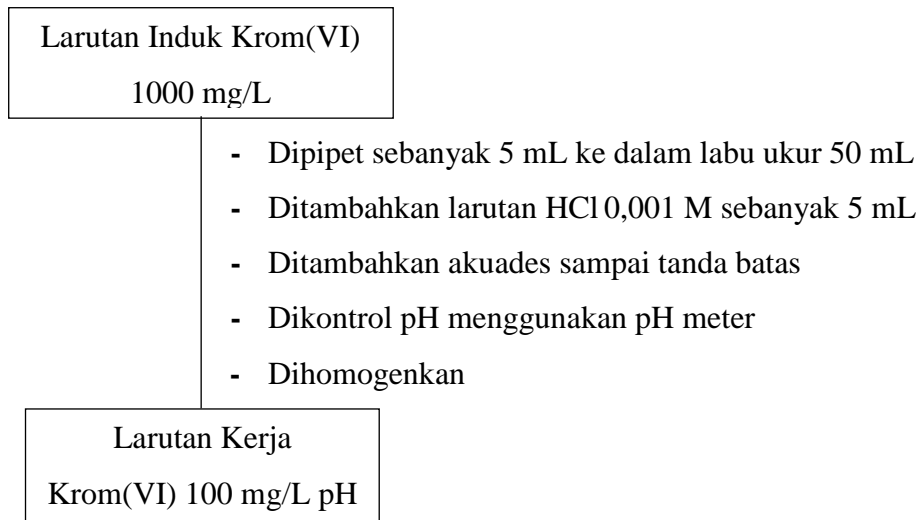 Larutan Induk Krom(VI)
1000 mg/L
- Dipipet sebanyak 5 mL ke dalam labu ukur 50 mL
- Ditambahkan larutan HCl 0,001 M sebanyak 5 mL
- Ditambahkan akuades sampai tanda batas
- Dikontrol pH menggunakan pH meter
- Dihomogenkan
Larutan Kerja
Krom(VI) 100 mg/L pH